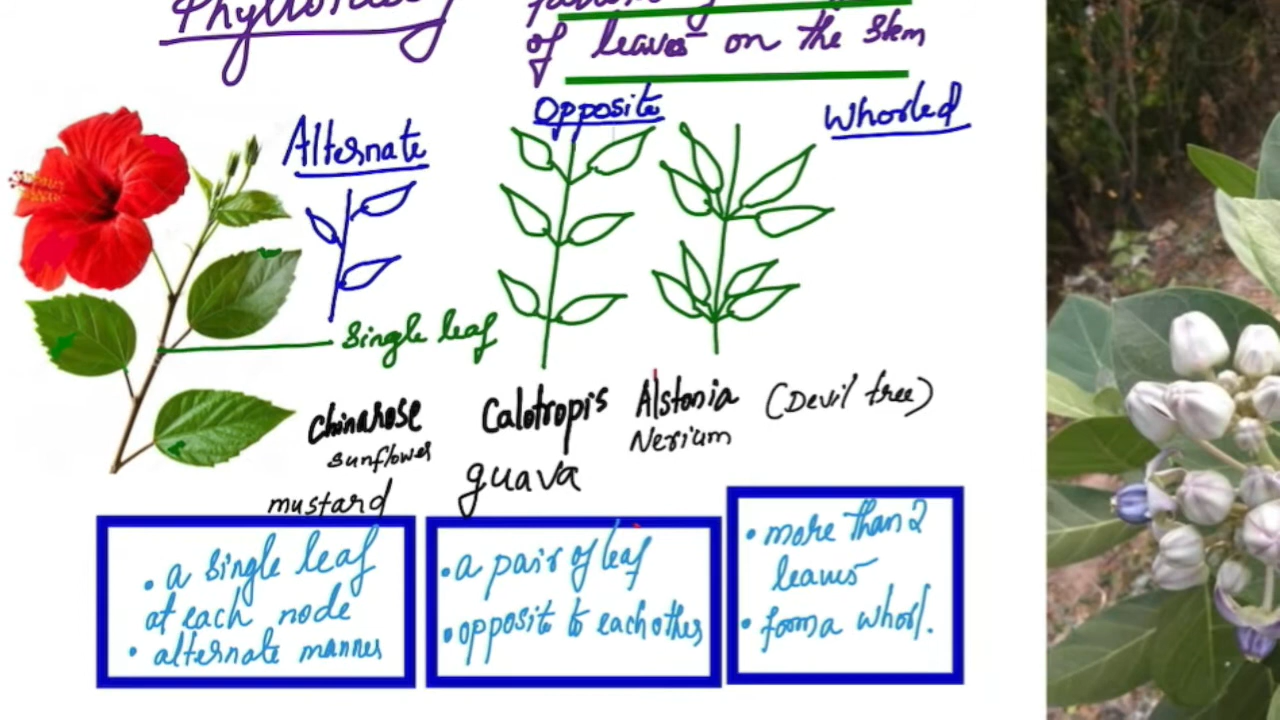 Phyllotaxy
of leaves on the stem
Alternate
Opposite
Whorled
Single leaf
Chinarose
Sunflower
mustard
Calotropis
guava
Alstonia (Devil tree)
Nerium
• a single leaf
at each node
• alternate manner
• a pair of leaf
• opposite to each other
• more than 2
leaves
• form a whorl.